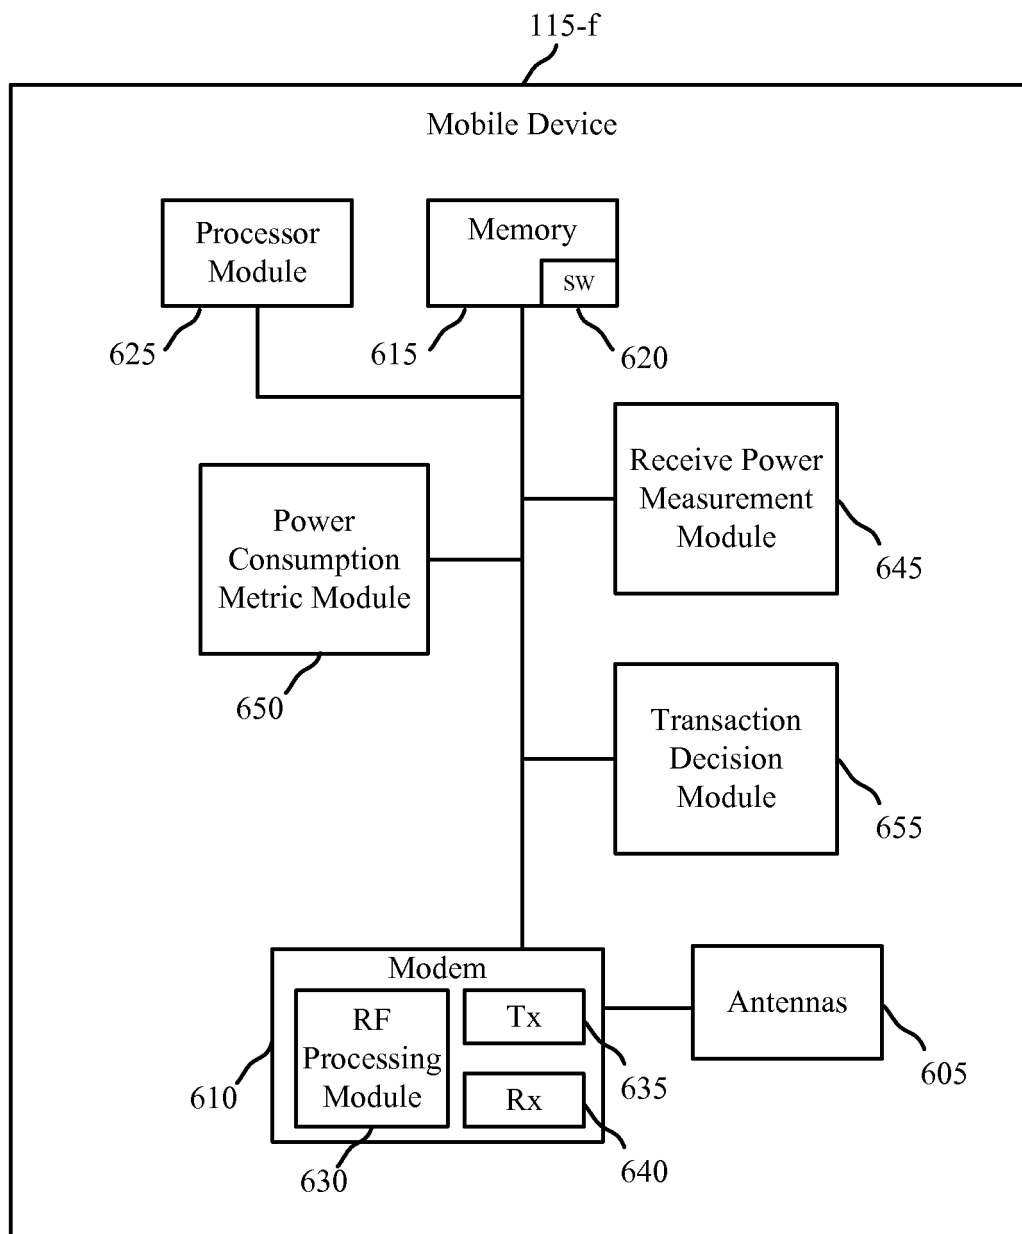 115-f
Mobile Device
Processor
Module
Memory
SW
625
615
620
Receive Power
Measurement
Module
645
Power
Consumption
Metric Module
650
Transaction
Decision
Module
655
Modem
RF
Processing
Module
Tx
Rx
Antennas
610
630
635
640
605